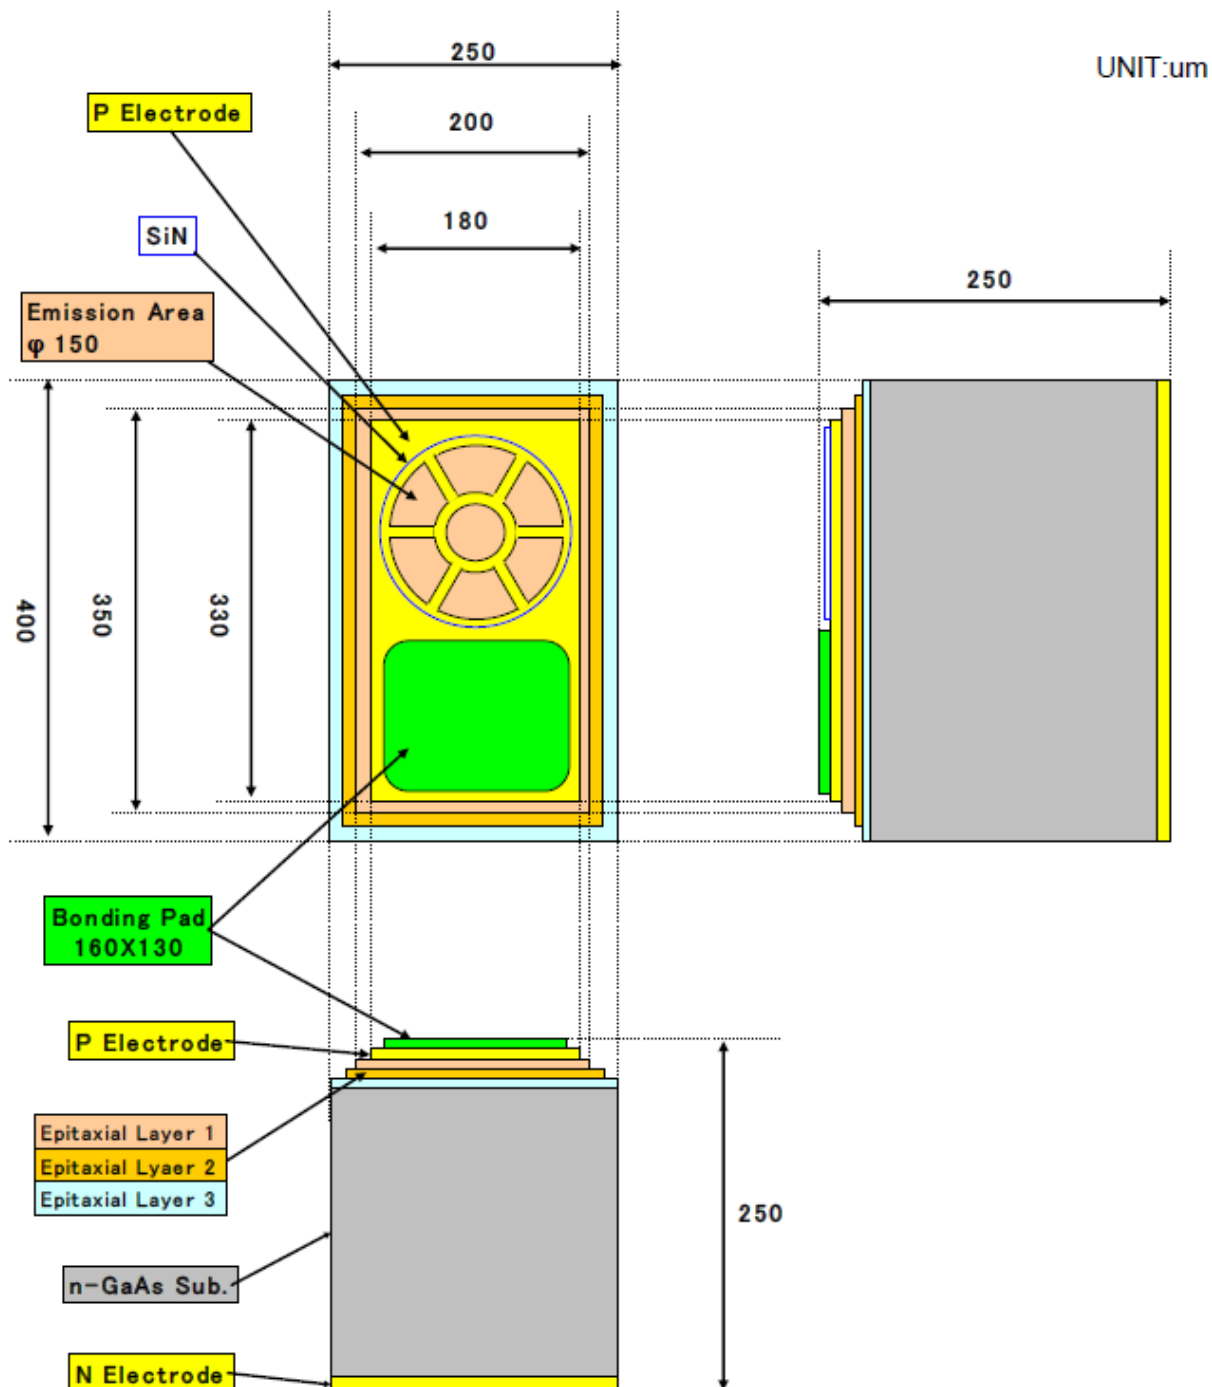 250
UNIT:um
P Electrode
200
SiN
180
250
Emission Area
φ 150
400
350
330
Bonding Pad
160X130
P Electrode
Epitaxial Layer 1
Epitaxial Lyaer 2
Epitaxial Layer 3
250
n-GaAs Sub.
N Electrode